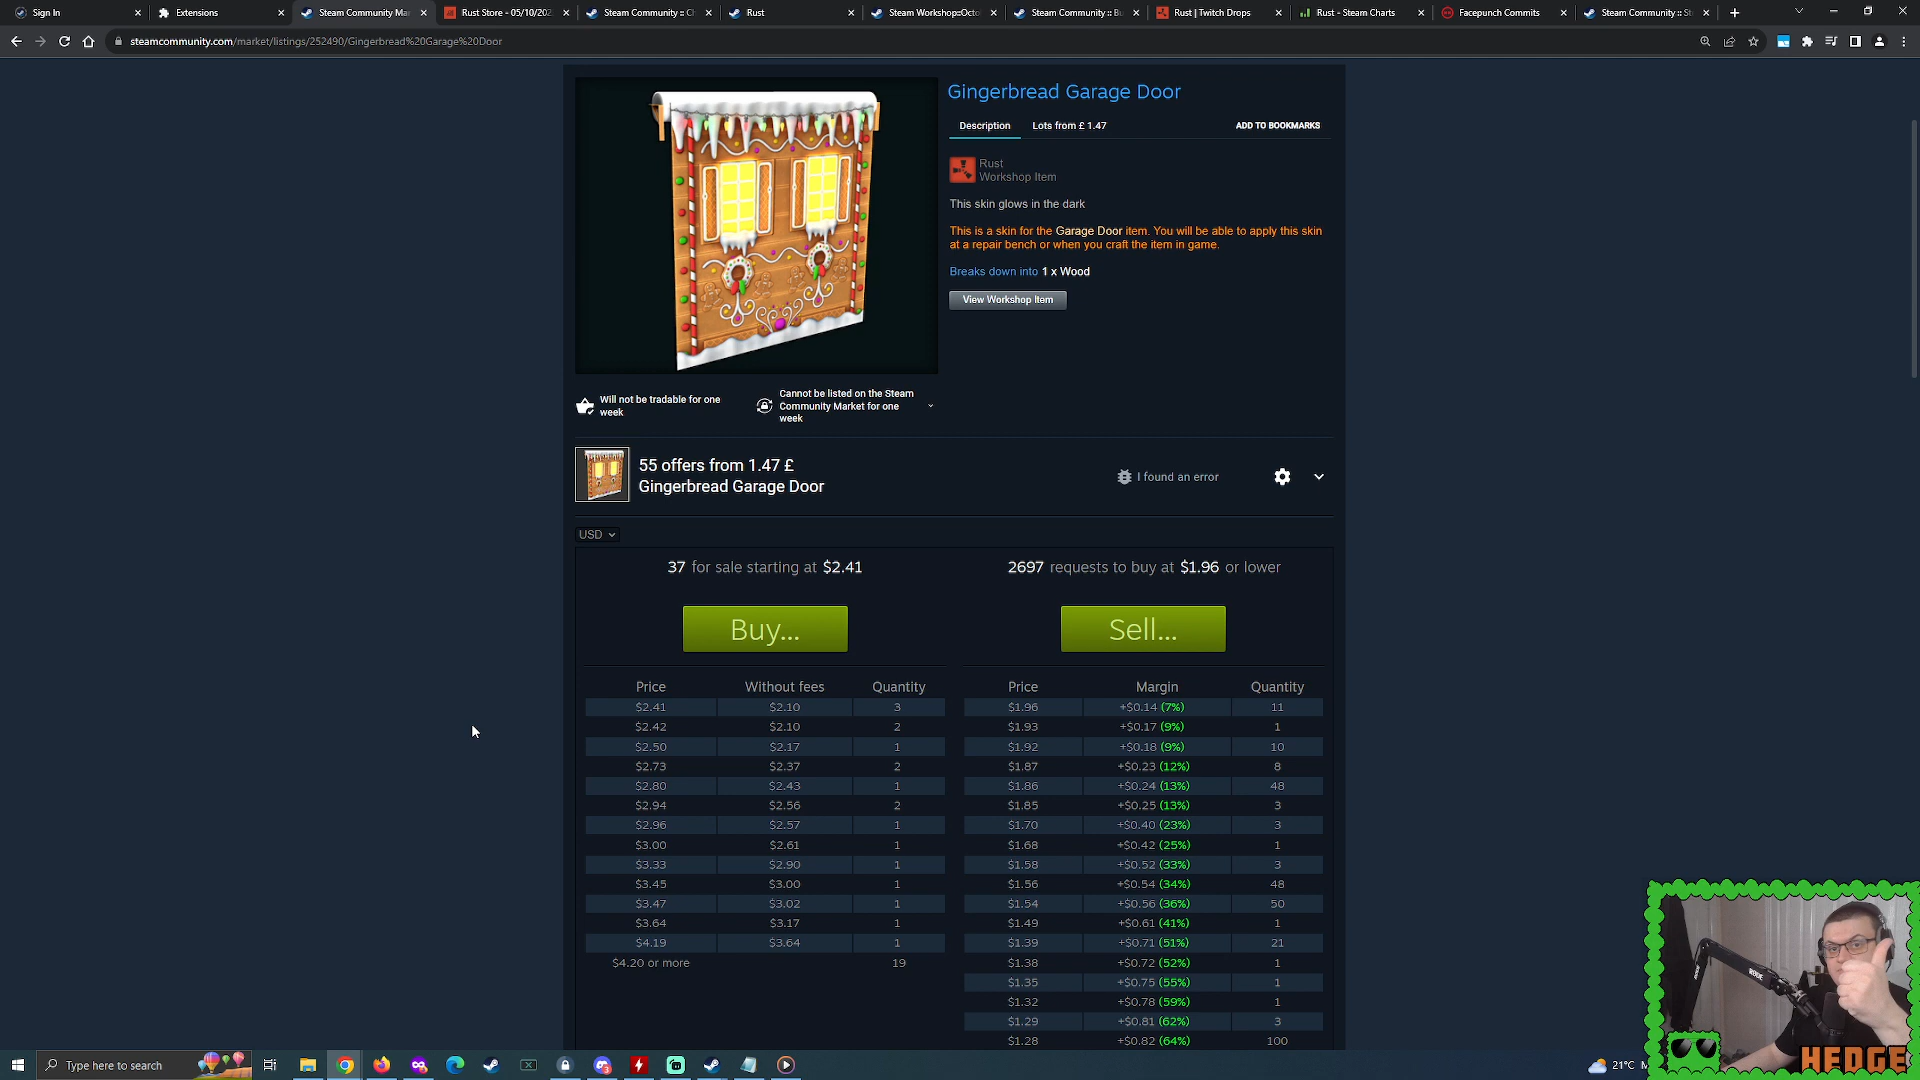 Sign In
Extensions
Steam Community Ma
Rust Store - 05/10/202
Steam Community :: C
Rust
Steam Workshop::Octo
Steam Community :: Bu
Rust | Twitch Drops
Rust - Steam Charts
Facepunch Commits
Steam Community :: St
steamcommunity.com/market/listings/252490/Gingerbread%20Garage%20Door
Gingerbread Garage Door
Description
Lots from £ 1.47
ADD TO BOOKMARKS
Rust
Workshop Item
This skin glows in the dark
This is a skin for the Garage Door item. You will be able to apply this skin
at a repair bench or when you craft the item in game.
Breaks down into 1 x Wood
View Workshop Item
Will not be tradable for one
week
Cannot be listed on the Steam
Community Market for one
week
55 offers from 1.47 £
Gingerbread Garage Door
I found an error
USD
37 for sale starting at $2.41
2697 requests to buy at $1.96 or lower
Buy...
Sell...
Price Without fees Quantity
$2.41 $2.10 3
$2.42 $2.10 2
$2.50 $2.17 1
$2.73 $2.37 2
$2.80 $2.43 1
$2.94 $2.56 2
$2.96 $2.57 1
$3.00 $2.61 1
$3.33 $2.90 1
$3.45 $3.00 1
$3.47 $3.02 1
$3.64 $3.17 1
$4.19 $3.64 1
$4.20 or more 19
Price Margin Quantity
$1.96 +$0.14 (7%) 11
$1.93 +$0.17 (9%) 1
$1.92 +$0.18 (9%) 10
$1.87 +$0.23 (12%) 8
$1.86 +$0.24 (13%) 48
$1.85 +$0.25 (13%) 3
$1.70 +$0.40 (23%) 3
$1.68 +$0.42 (25%) 1
$1.58 +$0.52 (33%) 3
$1.56 +$0.54 (34%) 48
$1.54 +$0.56 (36%) 50
$1.49 +$0.61 (41%) 1
$1.39 +$0.71 (51%) 21
$1.38 +$0.72 (52%) 1
$1.35 +$0.75 (55%) 1
$1.32 +$0.78 (59%) 1
$1.29 +$0.81 (62%) 3
$1.28 +$0.82 (64%) 100
RØDE
HEDGE
Type here to search
21°C